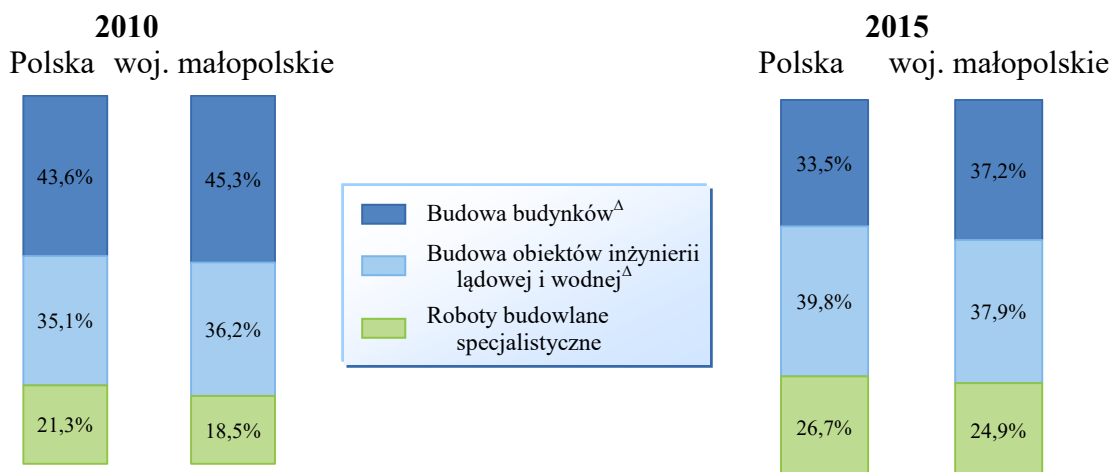 2010
Polska woj. małopolskie
43,6%
45,3%
35,1%
36,2%
21,3%
18,5%
Budowa budynków^Δ
Budowa obiektów inżynierii
lądowej i wodnej^Δ
Roboty budowlane
specjalistyczne
2015
Polska woj. małopolskie
33,5%
37,2%
39,8%
37,9%
26,7%
24,9%